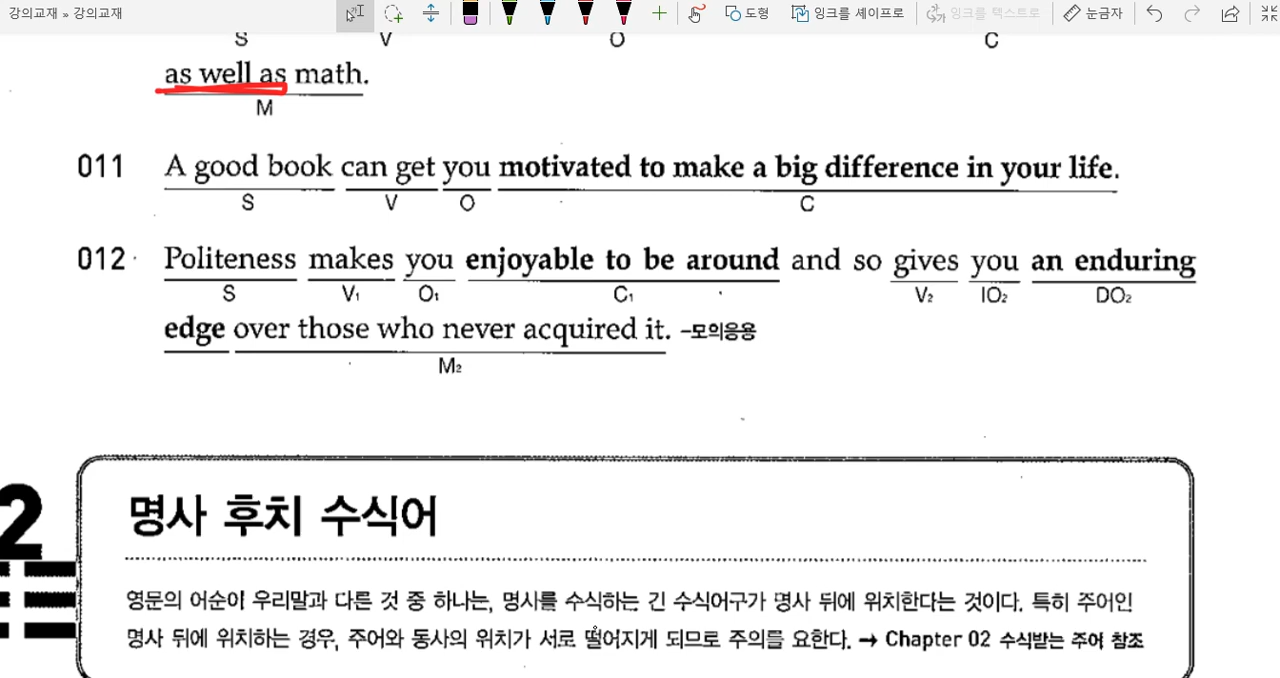 강의교재 » 강의교재 도형 잉크를 셰이프로 잉크를 텍스트로 눈금자
S V O C
as well as math.
M
011 A good book can get you motivated to make a big difference in your life.
S V O C
012 Politeness makes you enjoyable to be around and so gives you an enduring
S V₁ O₁ C₁ V₂ IO₂ DO₂
edge over those who never acquired it. –모의응용
M₂
2 명사 후치 수식어
영문의 어순이 우리말과 다른 것 중 하나는, 명사를 수식하는 긴 수식어구가 명사 뒤에 위치한다는 것이다. 특히 주어인
명사 뒤에 위치하는 경우, 주어와 동사의 위치가 서로 떨어지게 되므로 주의를 요한다. → Chapter 02 수식받는 주어 참조